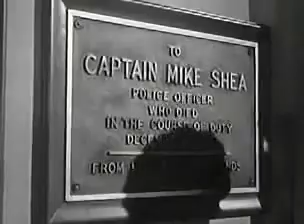 TO
CAPTAIN MIKE SHEA
POLICE OFFICER
WHO DIED
IN THE COURSE OF DUTY
FROM